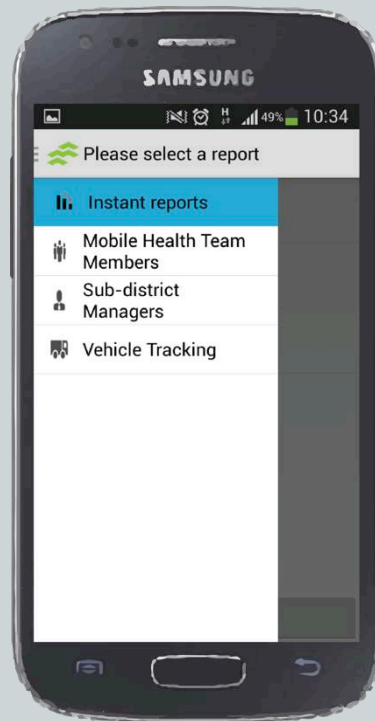 SAMSUNG
H
49%
10:34
Please select a report
Instant reports
Mobile Health Team
Members
Sub-district
Managers
Vehicle Tracking